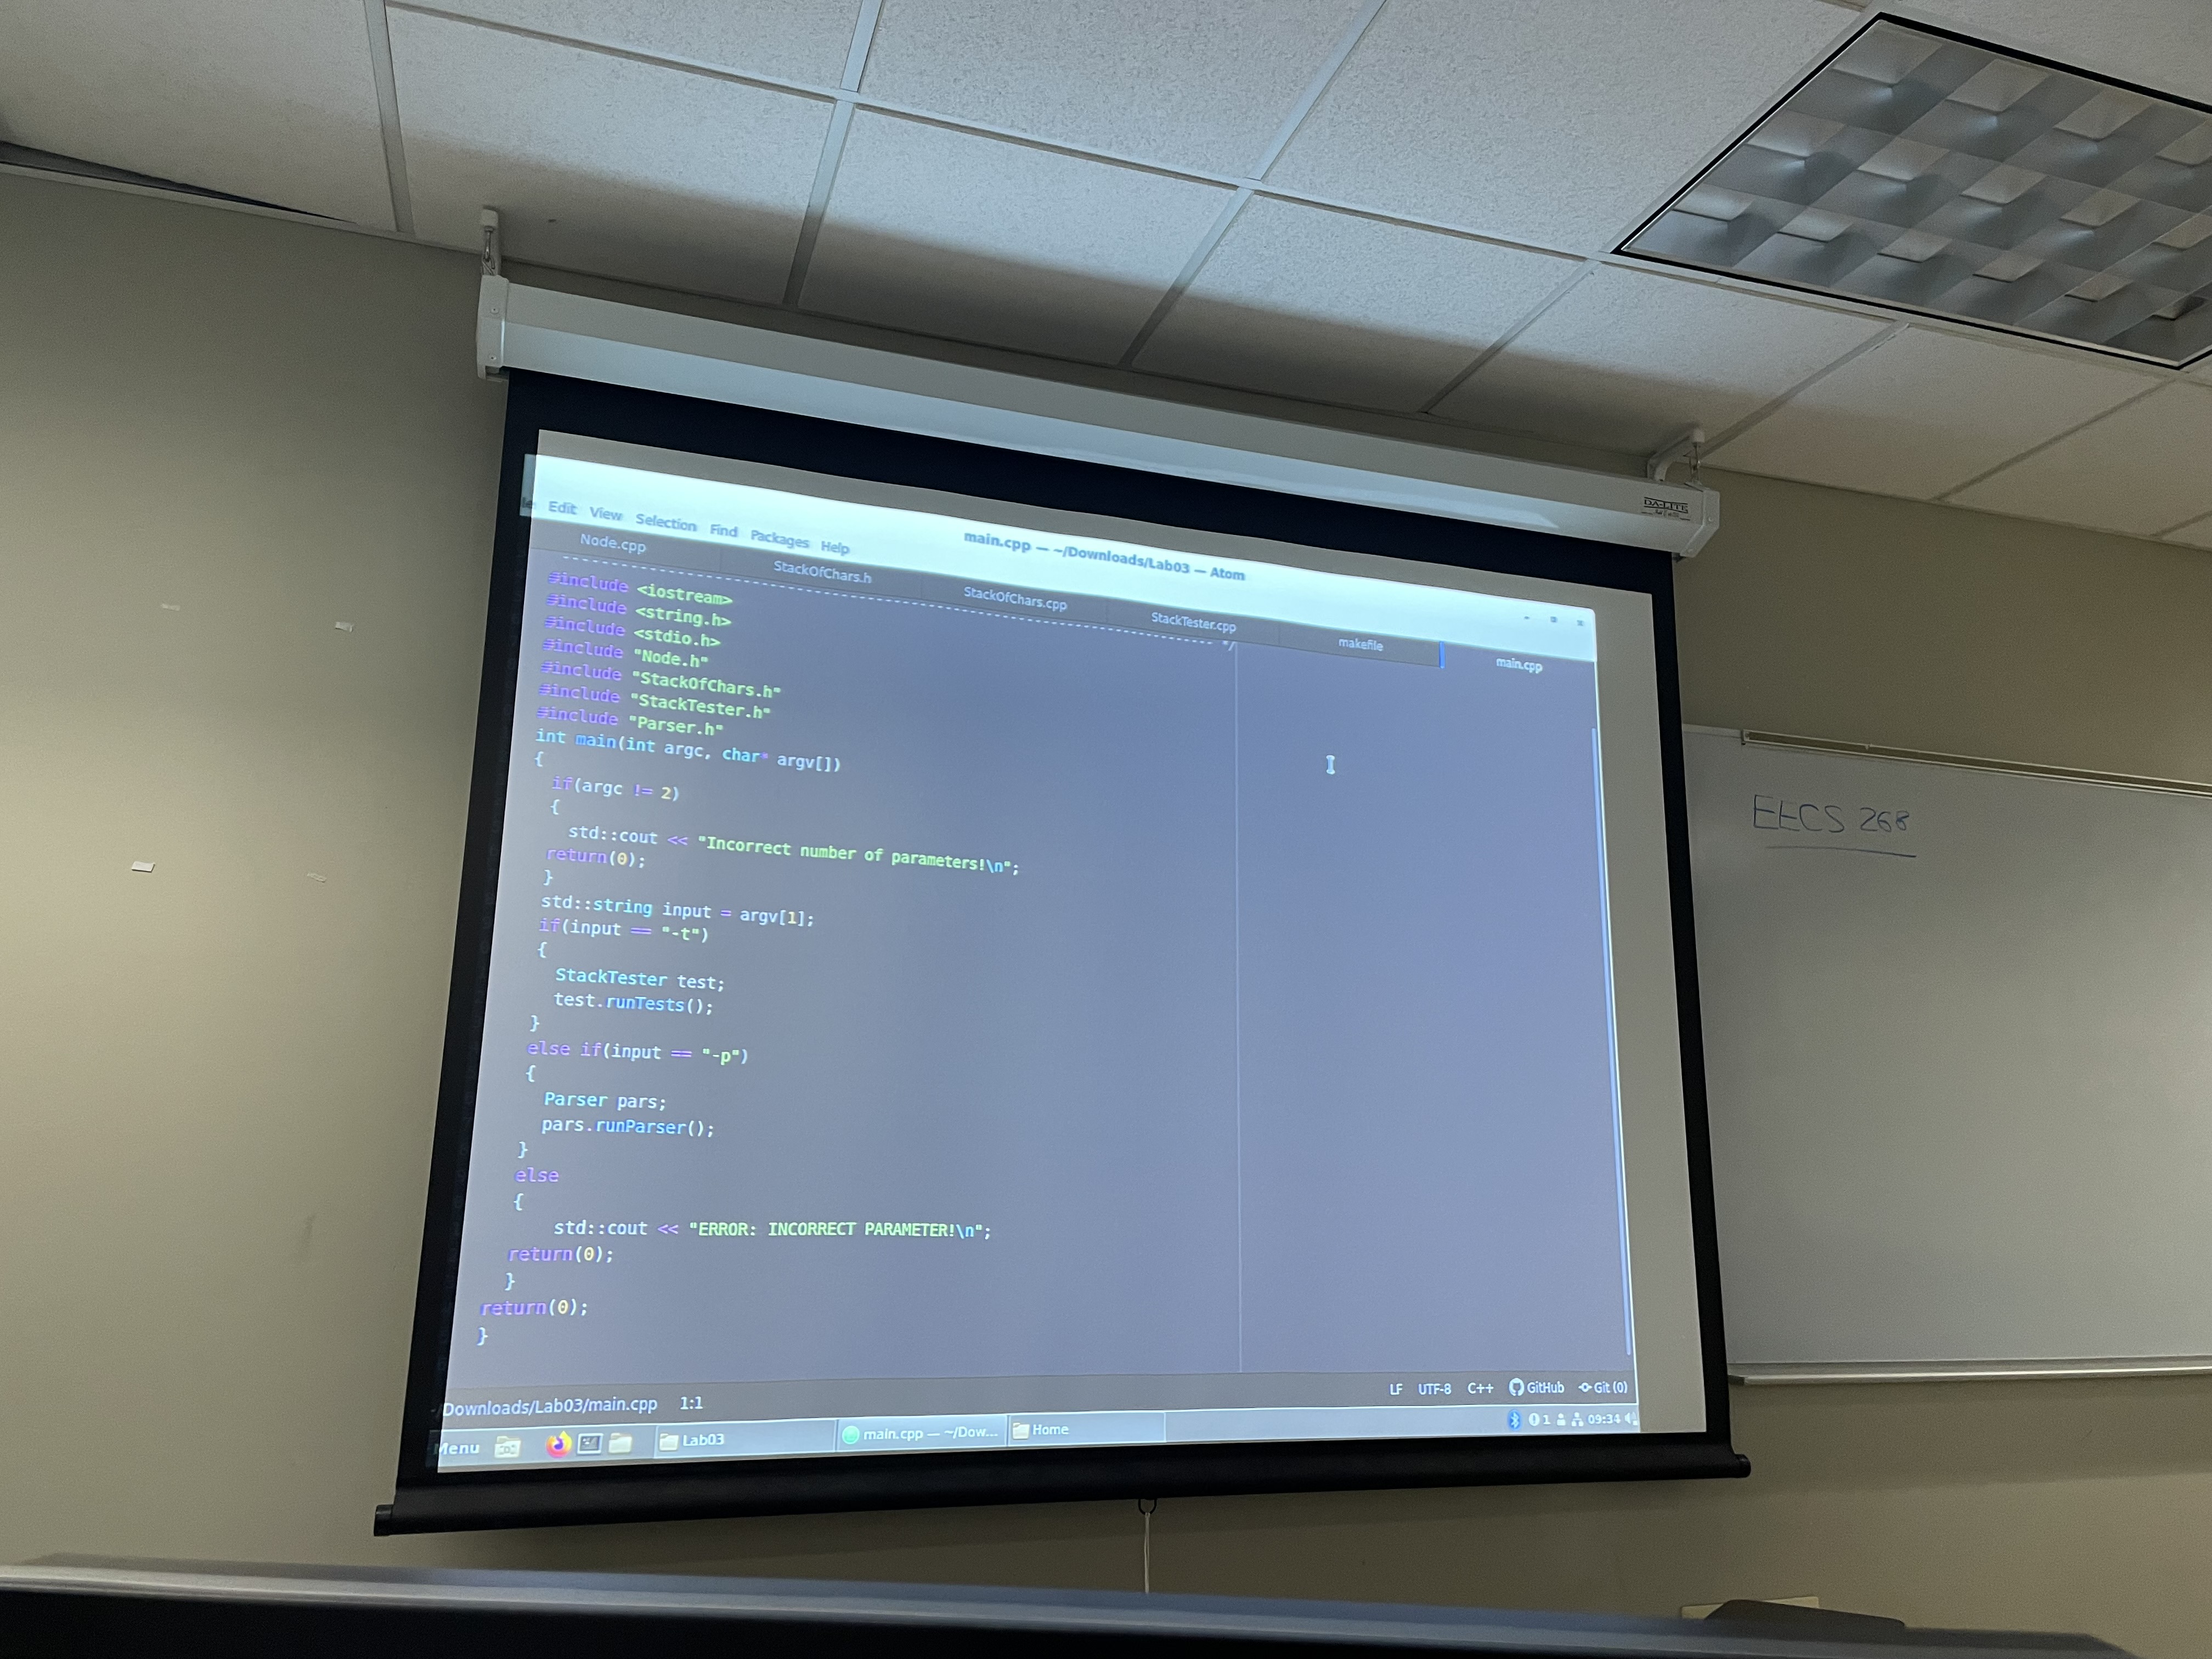 DA-LITE
main.cpp — ~/Downloads/Lab03 — Atom
Edit View Selection Find Packages Help
Node.cpp StackOfChars.h StackOfChars.cpp StackTester.cpp makefile main.cpp
---------------------------------------------------------------------------- */
#include <iostream>
#include <string.h>
#include <stdio.h>
#include "Node.h"
#include "StackOfChars.h"
#include "StackTester.h"
#include "Parser.h"
int main(int argc, char* argv[])
{
if(argc != 2)
{
std::cout << "Incorrect number of parameters!\n";
return(0);
}
std::string input = argv[1];
if(input == "-t")
{
StackTester test;
test.runTests();
}
else if(input == "-p")
{
Parser pars;
pars.runParser();
}
else
{
std::cout << "ERROR: INCORRECT PARAMETER!\n";
return(0);
}
return(0);
}
/Downloads/Lab03/main.cpp 1:1 LF UTF-8 C++ GitHub Git (0)
Menu Lab03 main.cpp — ~/Dow... Home 1 09:34
EECS 268